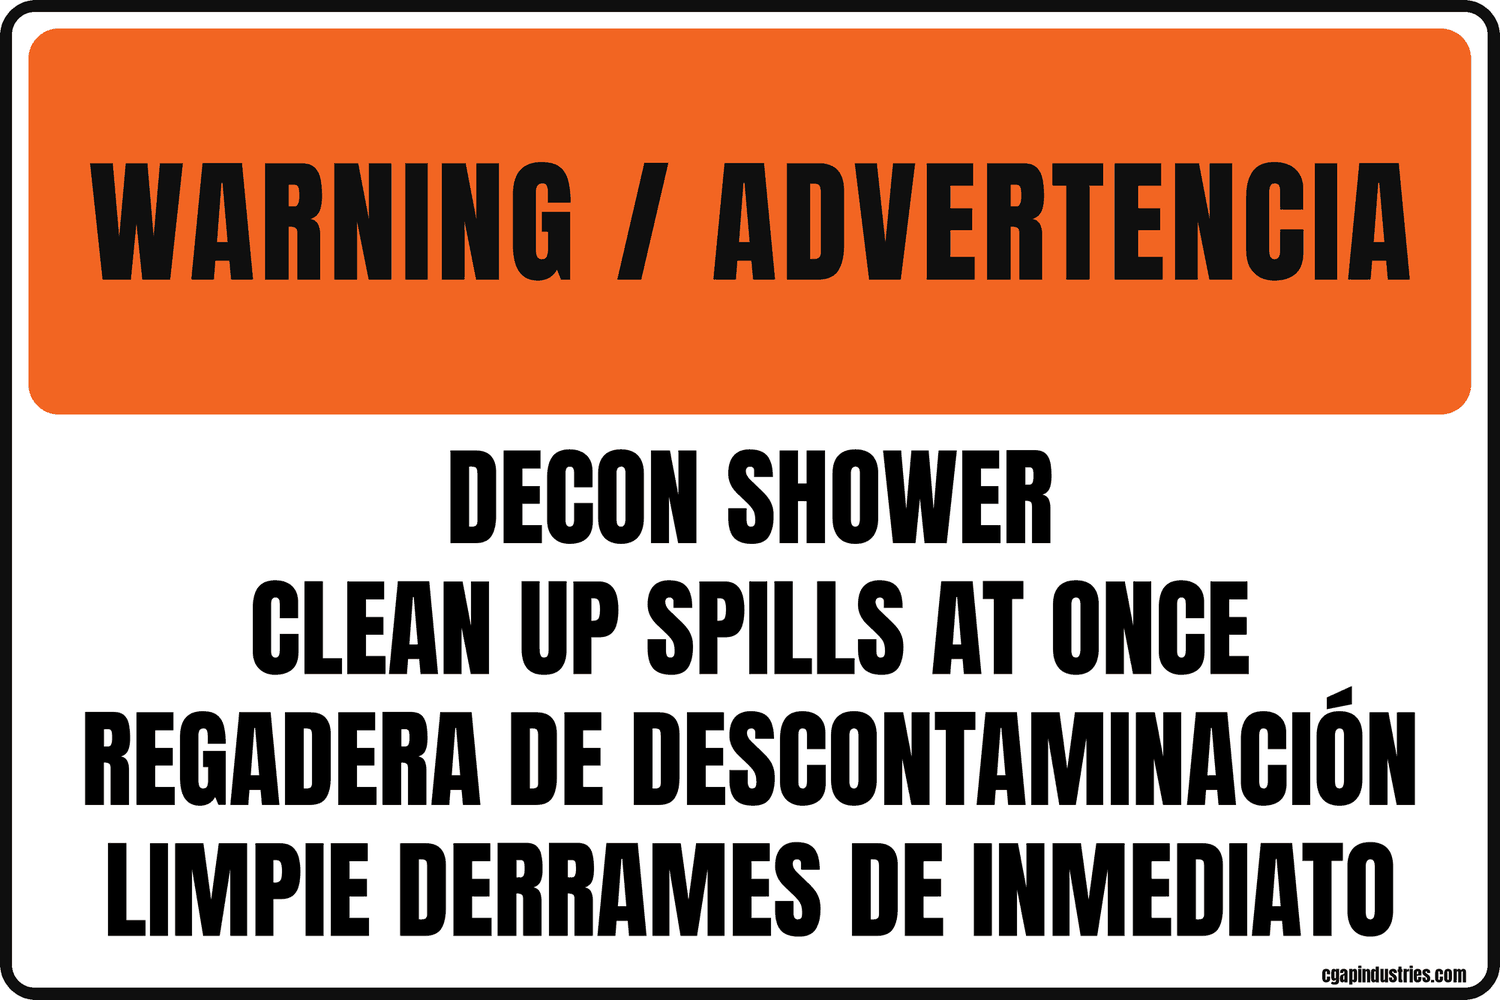 WARNING / ADVERTENCIA
DECON SHOWER
CLEAN UP SPILLS AT ONCE
REGADERA DE DESCONTAMINACIÓN
LIMPIE DERRAMES DE INMEDIATO
cgapindustries.com